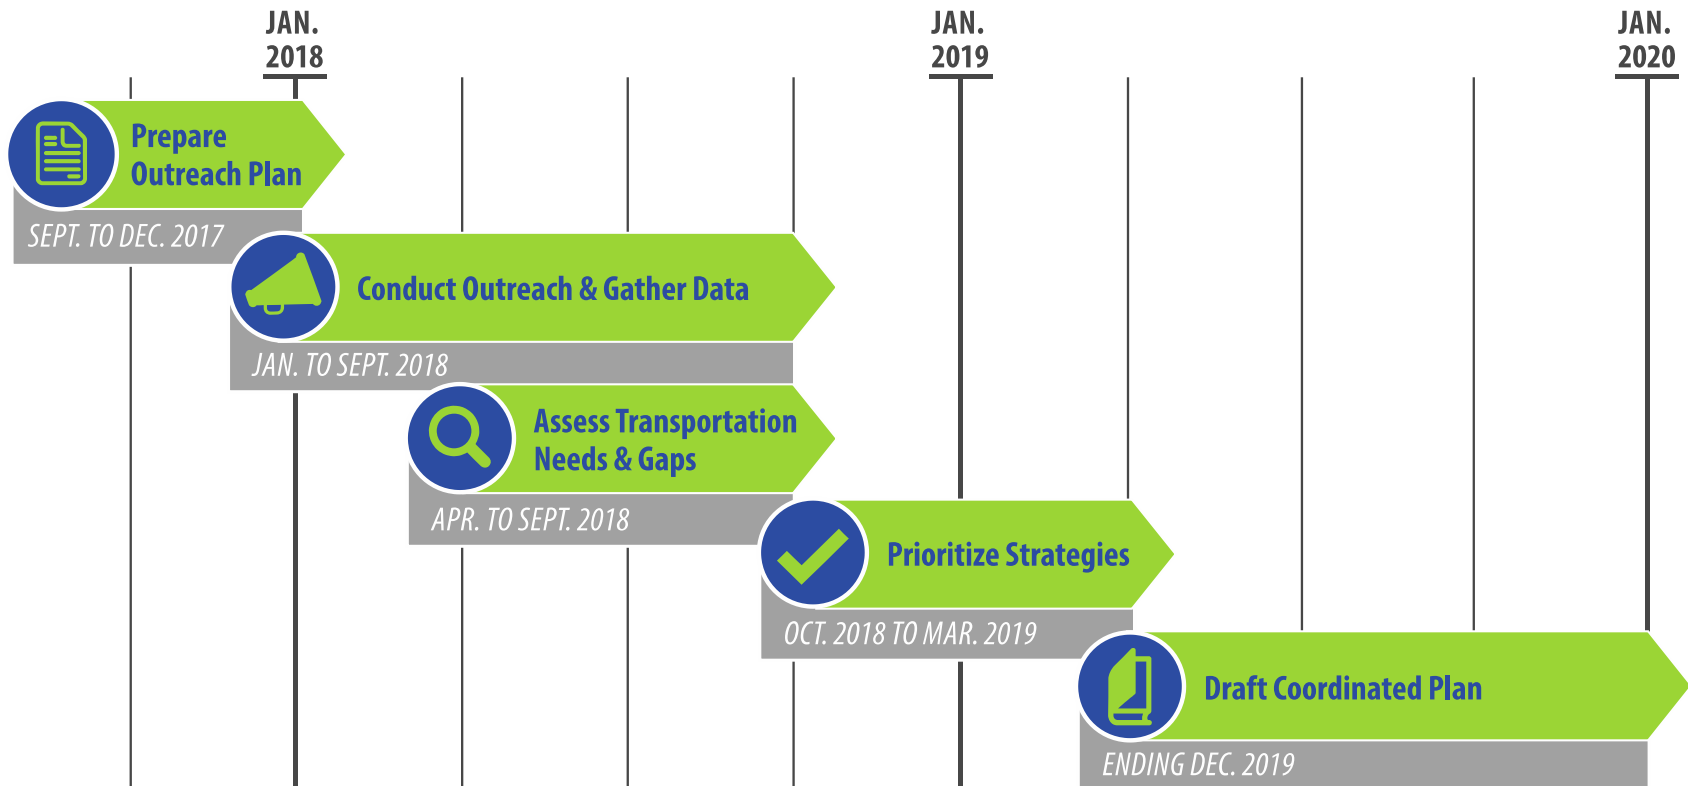 JAN.
2018
JAN.
2019
JAN.
2020
Prepare
Outreach Plan
SEPT. TO DEC. 2017
Conduct Outreach & Gather Data
JAN. TO SEPT. 2018
Assess Transportation
Needs & Gaps
APR. TO SEPT. 2018
Prioritize Strategies
OCT. 2018 TO MAR. 2019
Draft Coordinated Plan
ENDING DEC. 2019